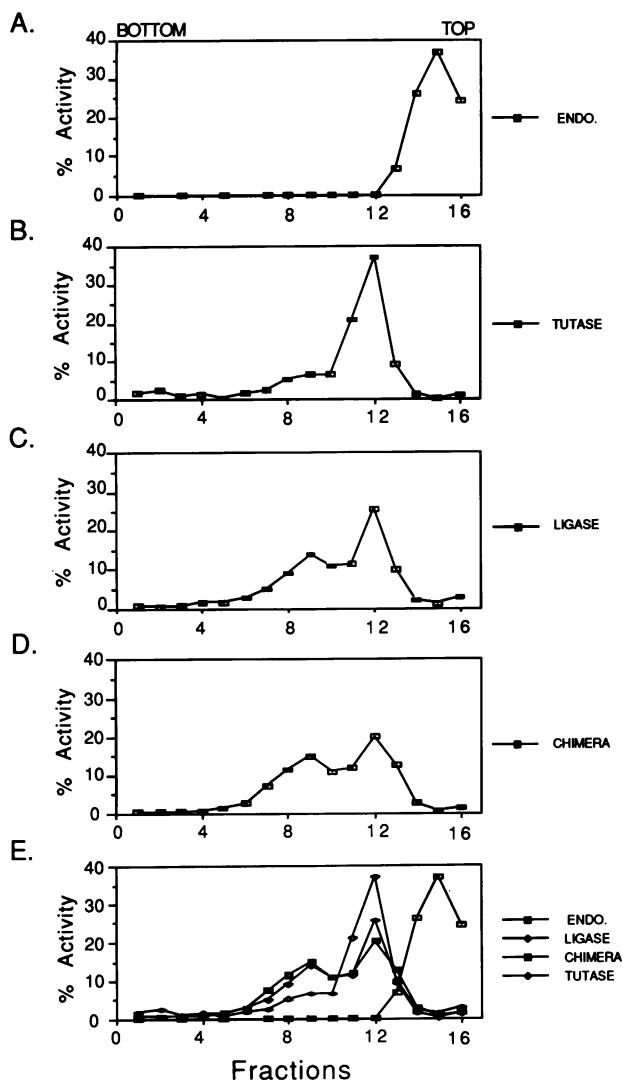 A.
BOTTOM TOP
40
30
20
10
0
% Activity
0 4 8 12 16
ENDO.
B.
40
30
20
10
0
% Activity
0 4 8 12 16
TUTASE
C.
40
30
20
10
0
% Activity
0 4 8 12 16
LIGASE
D.
40
30
20
10
0
% Activity
0 4 8 12 16
CHIMERA
E.
40
30
20
10
0
% Activity
0 4 8 12 16
ENDO.
LIGASE
CHIMERA
TUTASE
Fractions